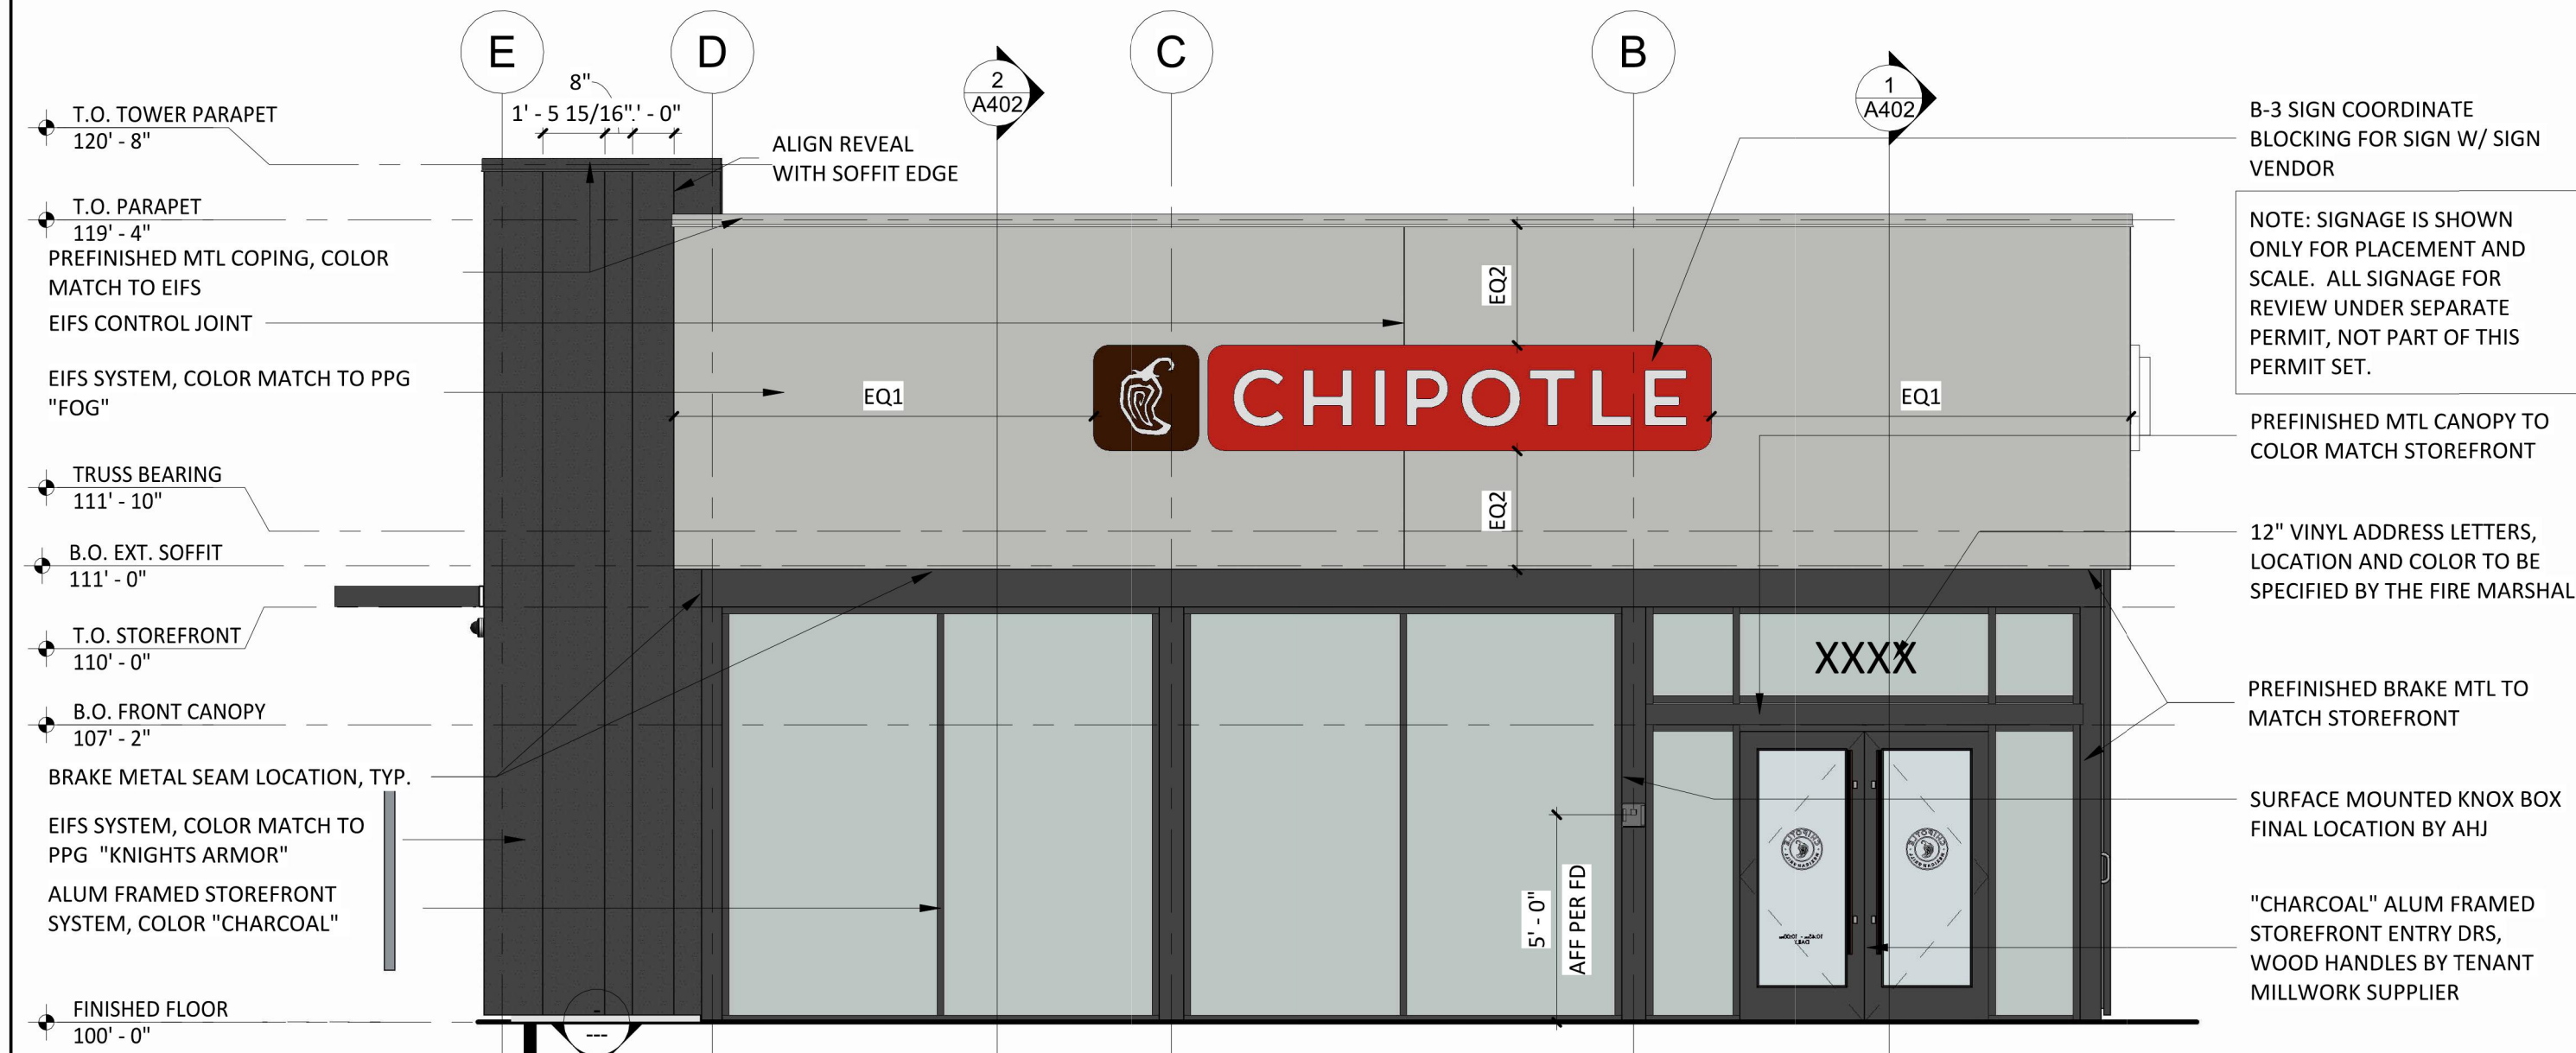 E
D
C
B
2
A402
1
A402
8"
1' - 5 15/16"
' - 0"
ALIGN REVEAL
WITH SOFFIT EDGE
T.O. TOWER PARAPET
120' - 8"
T.O. PARAPET
119' - 4"
PREFINISHED MTL COPING, COLOR
MATCH TO EIFS
EIFS CONTROL JOINT
EIFS SYSTEM, COLOR MATCH TO PPG
"FOG"
TRUSS BEARING
111' - 10"
B.O. EXT. SOFFIT
111' - 0"
T.O. STOREFRONT
110' - 0"
B.O. FRONT CANOPY
107' - 2"
BRAKE METAL SEAM LOCATION, TYP.
EIFS SYSTEM, COLOR MATCH TO
PPG "KNIGHTS ARMOR"
ALUM FRAMED STOREFRONT
SYSTEM, COLOR "CHARCOAL"
FINISHED FLOOR
100' - 0"
EQ2
EQ1
CHIPOTLE
EQ1
EQ2
XXXX
5' - 0"
AFF PER FD
-
---
B-3 SIGN COORDINATE
BLOCKING FOR SIGN W/ SIGN
VENDOR
NOTE: SIGNAGE IS SHOWN
ONLY FOR PLACEMENT AND
SCALE. ALL SIGNAGE FOR
REVIEW UNDER SEPARATE
PERMIT, NOT PART OF THIS
PERMIT SET.
PREFINISHED MTL CANOPY TO
COLOR MATCH STOREFRONT
12" VINYL ADDRESS LETTERS,
LOCATION AND COLOR TO BE
SPECIFIED BY THE FIRE MARSHAL
PREFINISHED BRAKE MTL TO
MATCH STOREFRONT
SURFACE MOUNTED KNOX BOX
FINAL LOCATION BY AHJ
"CHARCOAL" ALUM FRAMED
STOREFRONT ENTRY DRS,
WOOD HANDLES BY TENANT
MILLWORK SUPPLIER